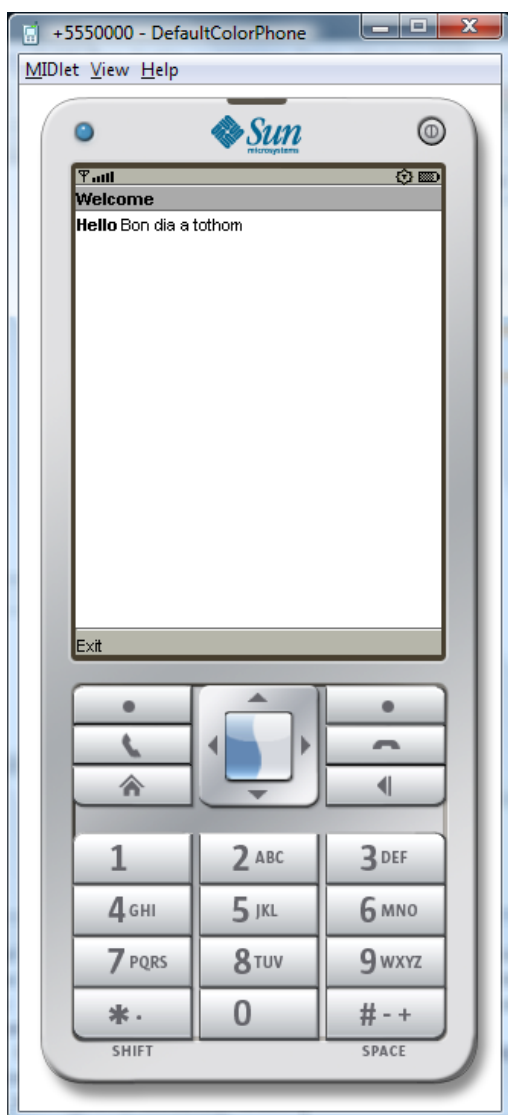 +5550000 - DefaultColorPhone
MIDlet View Help
Sun
microsystems
Welcome
Hello Bon dia a tothom
Exit
1 2 ABC 3 DEF
4 GHI 5 JKL 6 MNO
7 PQRS 8 TUV 9 WXYZ
* . 0 # - +
SHIFT SPACE